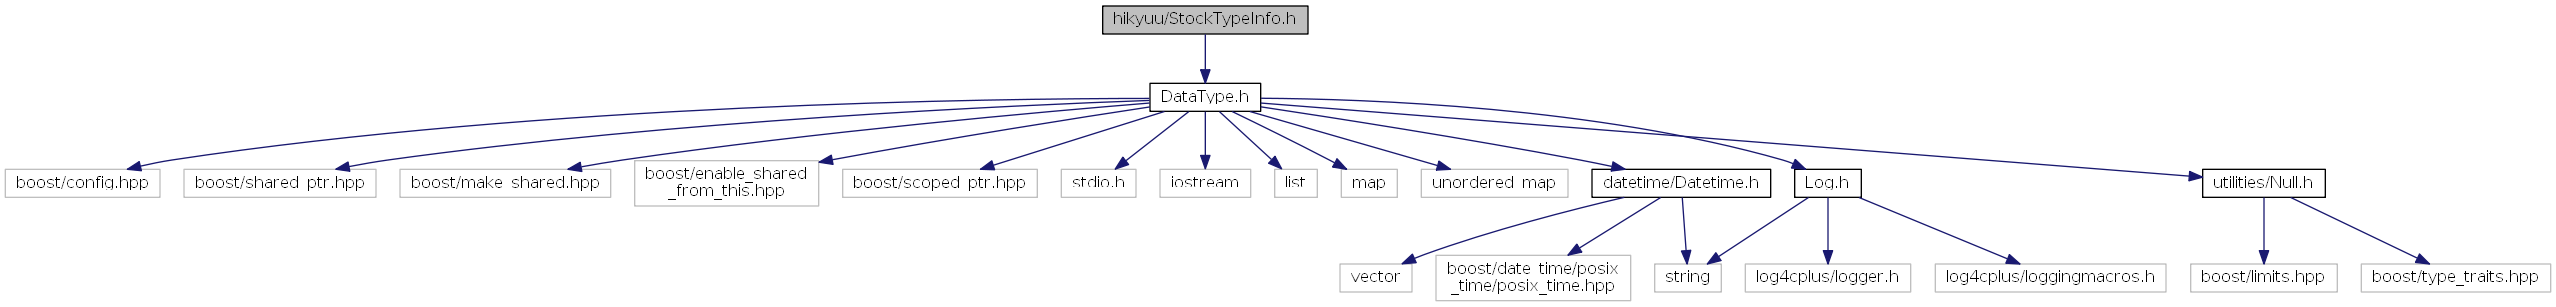 hikyuu/StockTypeInfo.h
DataType.h
boost/config.hpp
boost/shared_ptr.hpp
boost/make_shared.hpp
boost/enable_shared
_from_this.hpp
boost/scoped_ptr.hpp
stdio.h
iostream
list
map
unordered_map
datetime/Datetime.h
Log.h
utilities/Null.h
vector
boost/date_time/posix
_time/posix_time.hpp
string
log4cplus/logger.h
log4cplus/loggingmacros.h
boost/limits.hpp
boost/type_traits.hpp